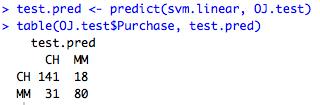 > test.pred <- predict(svm.linear, OJ.test)
> table(OJ.test$Purchase, test.pred)
test.pred
CH MM
CH 141 18
MM 31 80